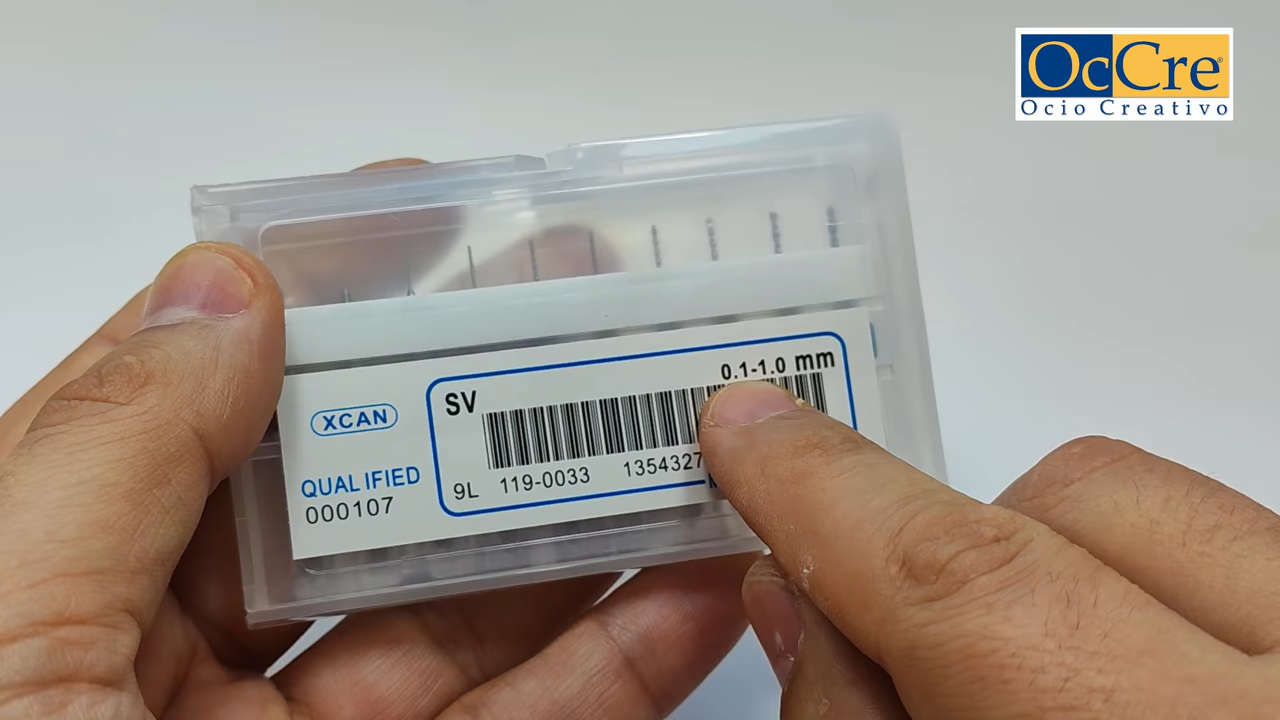 OcCre
Ocio Creativo
SV
0.1-1.0 mm
XCAN
QUALIFIED
000107
9L 119-0033 1354327